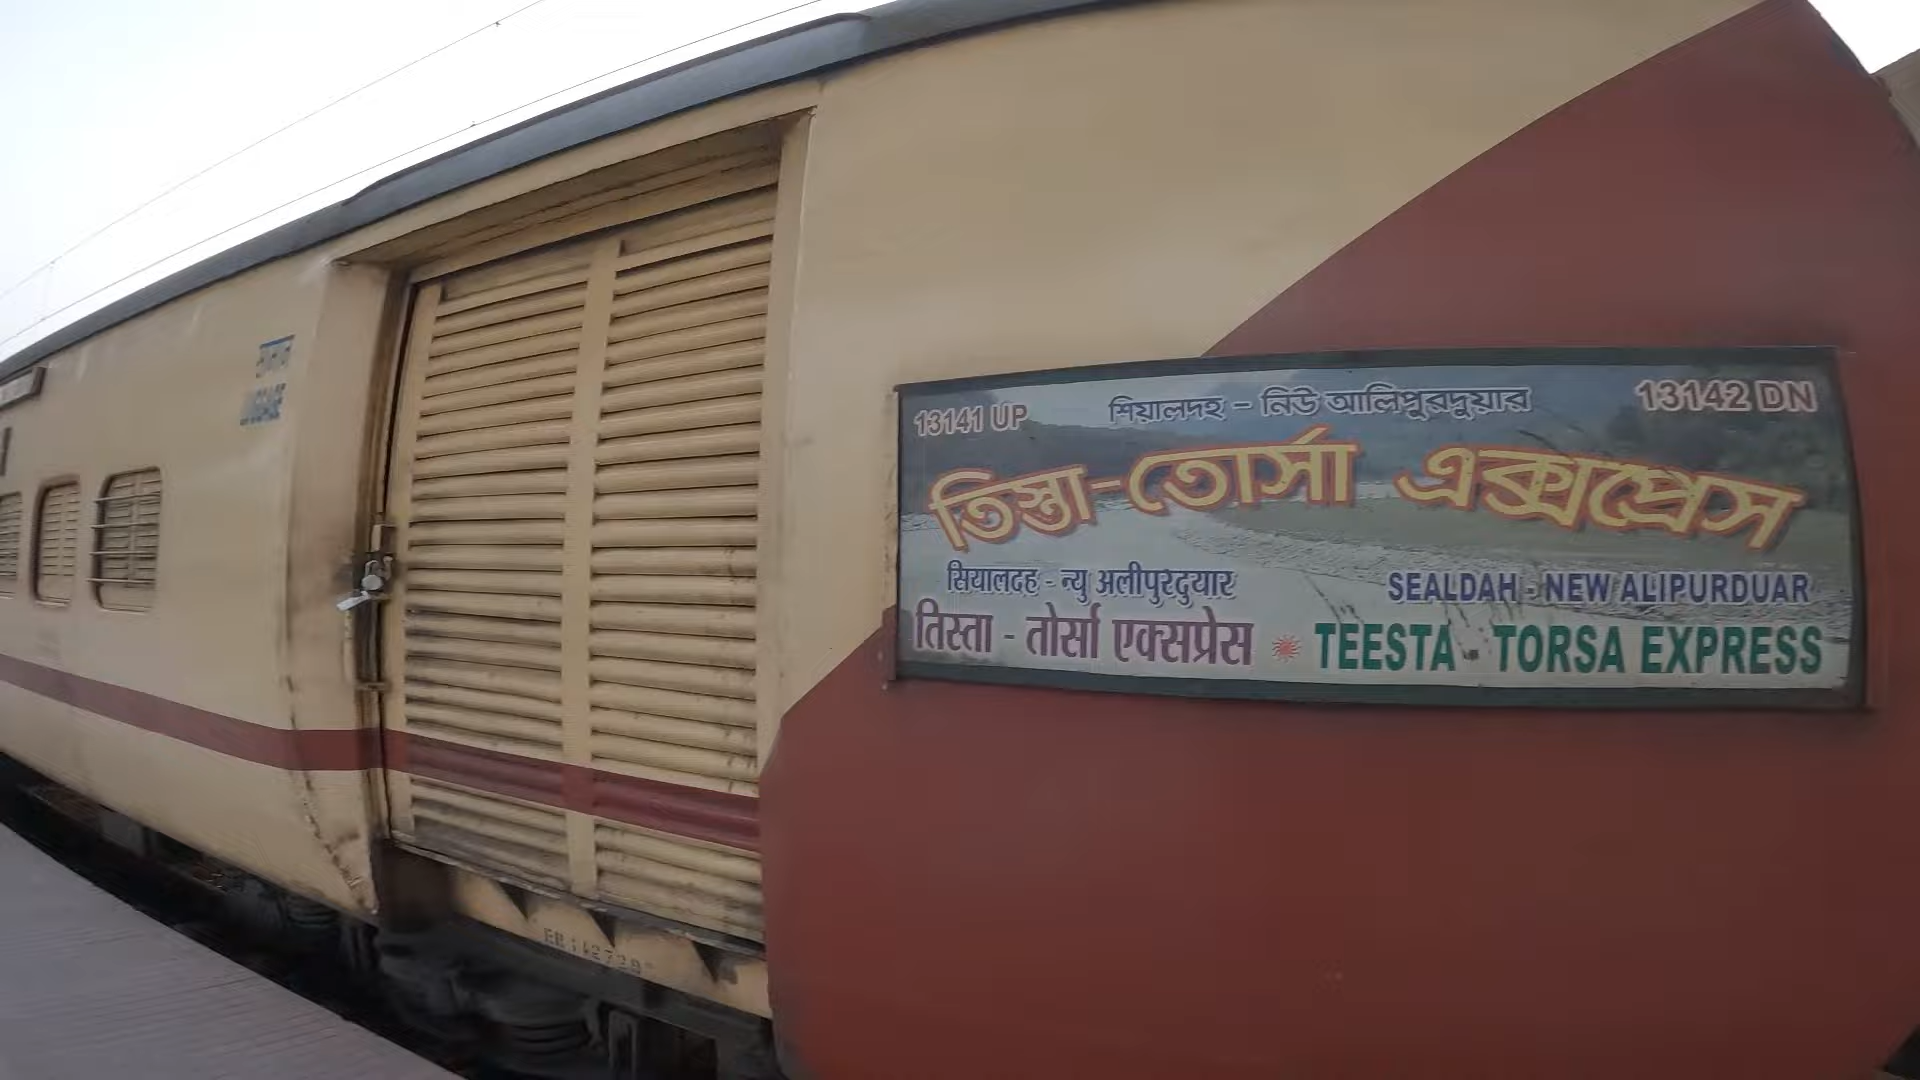 সামান
LUGGAGE
13141 UP
শিয়ালদহ - নিউ আলিপুরদুয়ার
13142 DN
তিস্তা-তোর্সা এক্সপ্রেস
सियालदह - न्यु अलीपुरदुयार
SEALDAH - NEW ALIPURDUAR
तिस्ता - तोर्सा एक्सप्रेस
TEESTA - TORSA EXPRESS